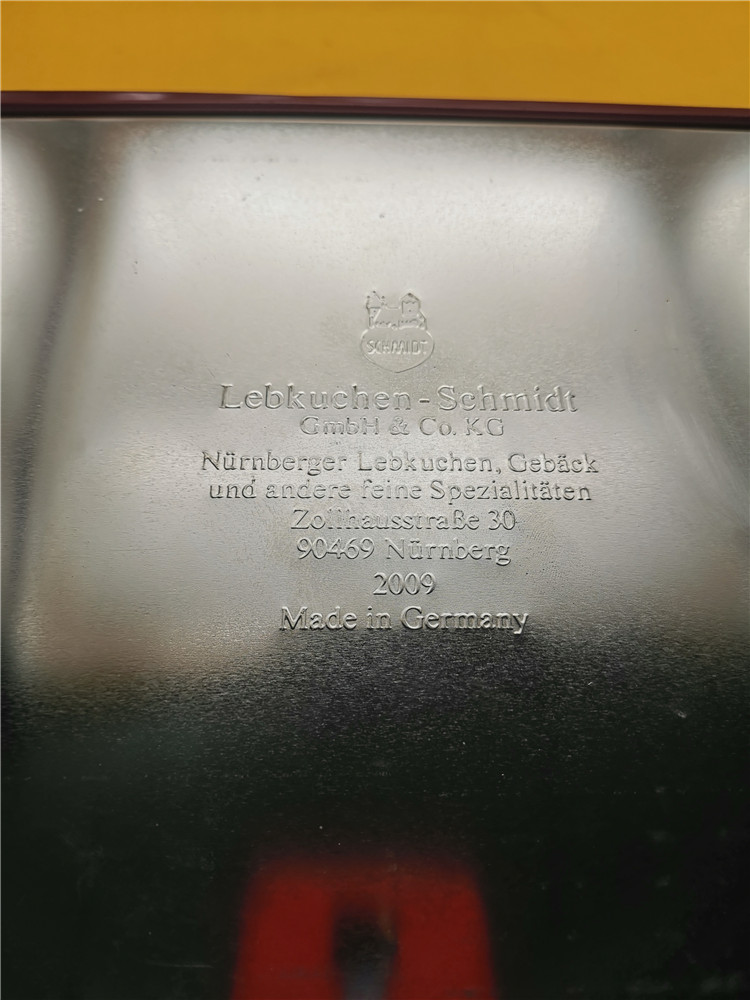 SCHMIDT
Lebkuchen - Schmidt
GmbH & Co. KG
Nürnberger Lebkuchen, Gebäck
und andere feine Spezialitäten
Zollhausstraße 30
90469 Nürnberg
2009
Made in Germany